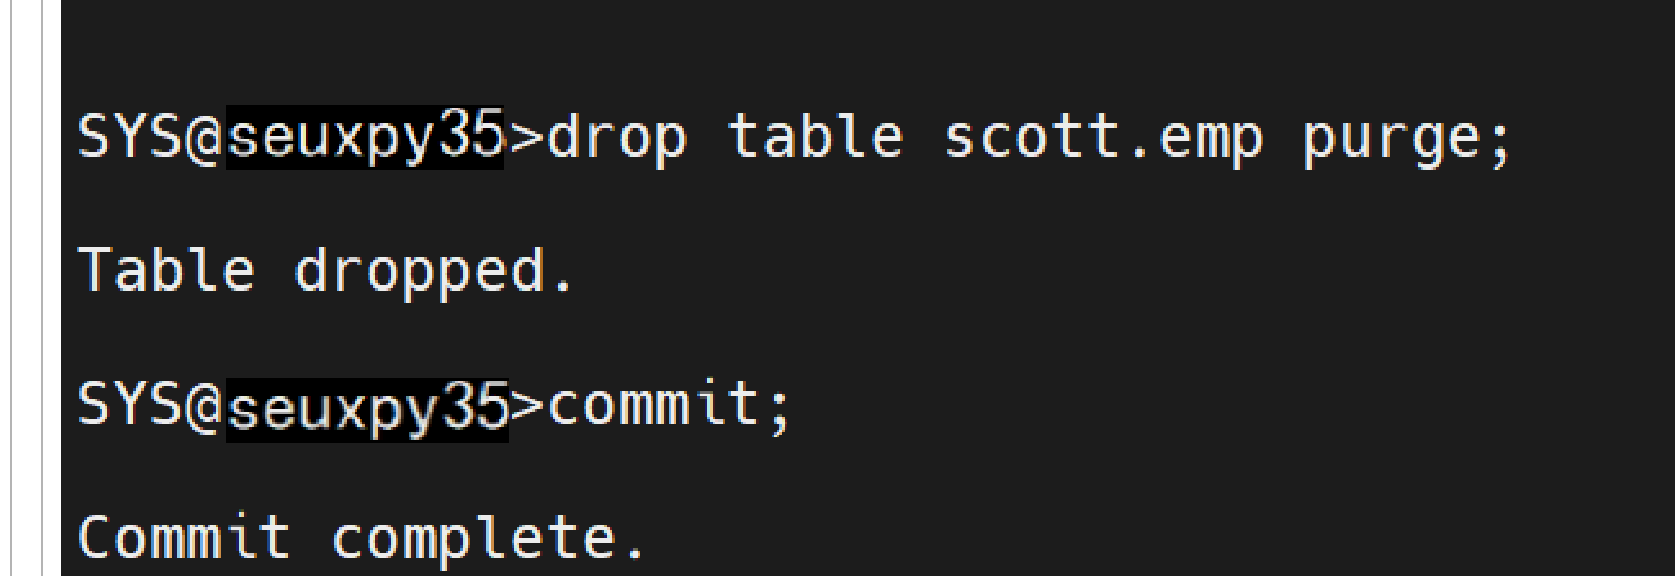 SYS@seuxpy35>drop table scott.emp purge;
Table dropped.
SYS@seuxpy35>commit;
Commit complete.